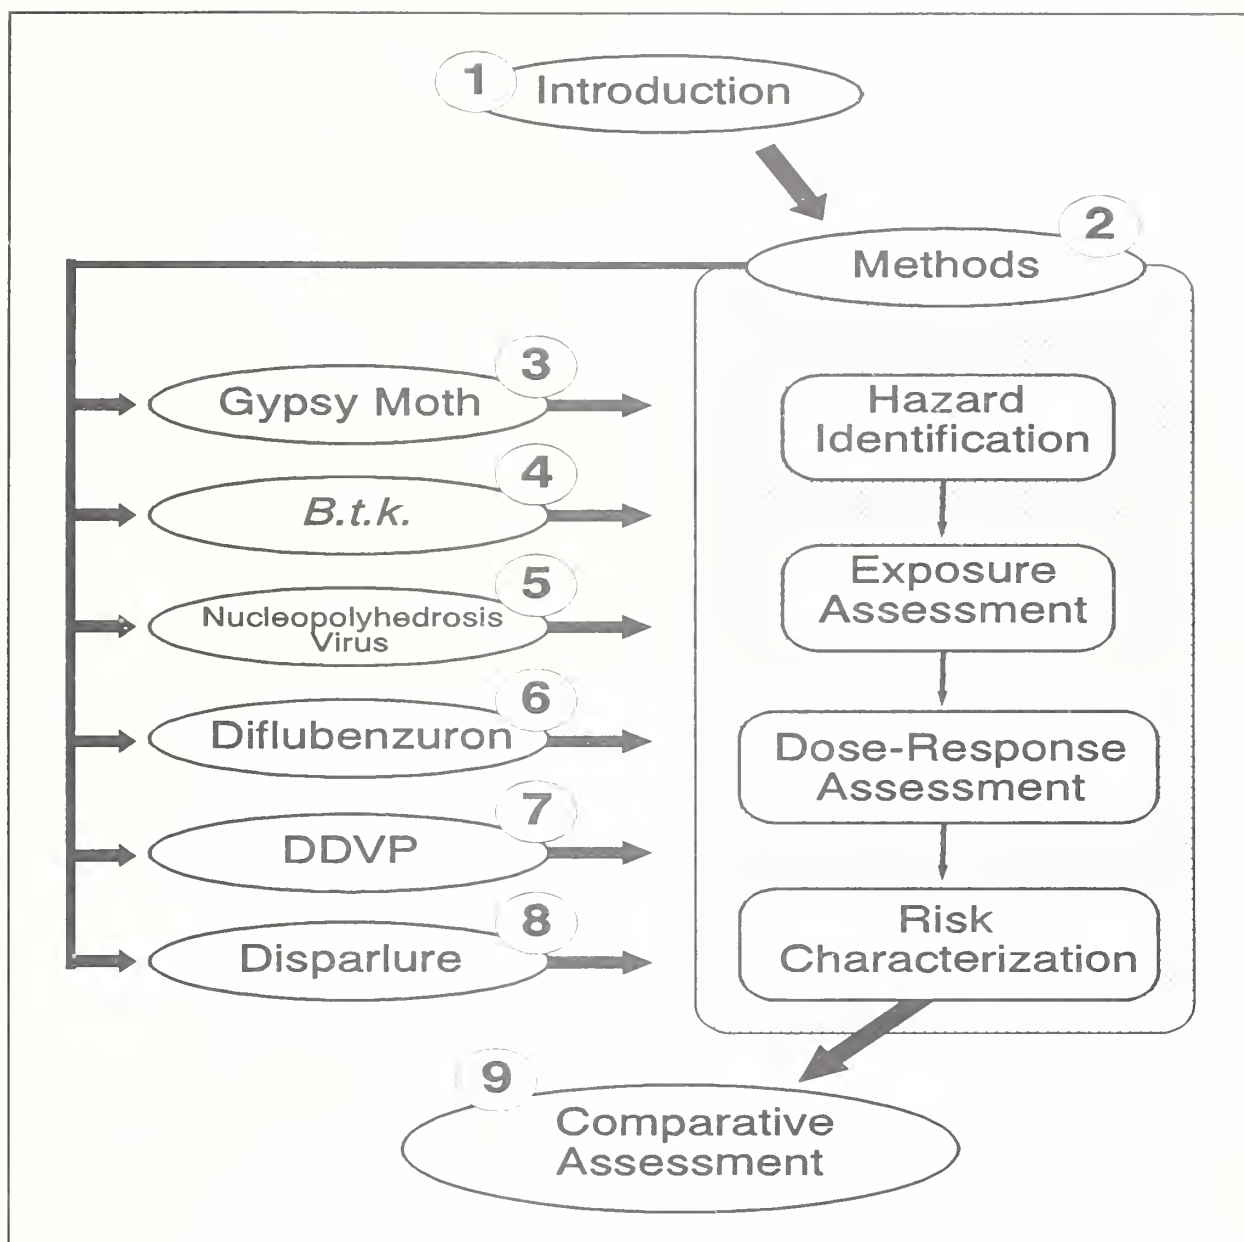 1
Introduction
2
Methods
3
Gypsy Moth
4
B.t.k.
5
Nucleopolyhedrosis
Virus
6
Diflubenzuron
7
DDVP
8
Disparlure
Hazard
Identification
Exposure
Assessment
Dose-Response
Assessment
Risk
Characterization
9
Comparative
Assessment